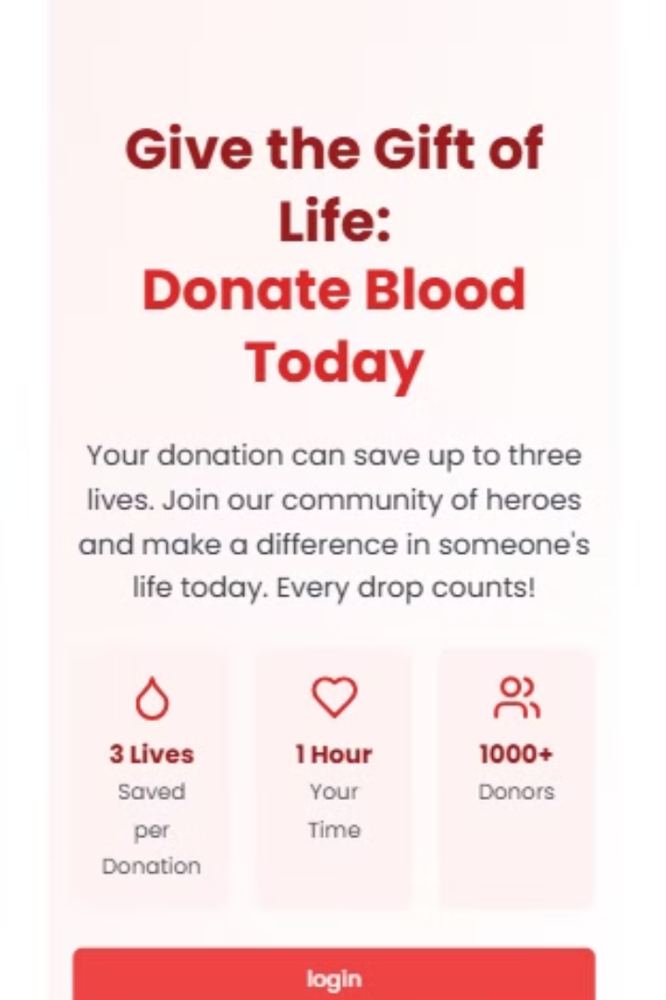 Give the Gift of
Life:
Donate Blood
Today
Your donation can save up to three
lives. Join our community of heroes
and make a difference in someone's
life today. Every drop counts!
3 Lives
Saved
per
Donation
1 Hour
Your
Time
1000+
Donors
login